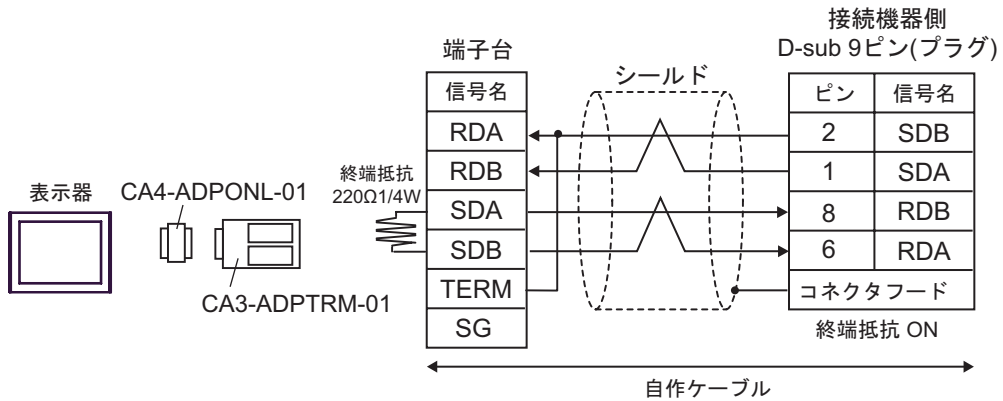 接続機器側
D-sub 9ピン(プラグ)
端子台
シールド
信号名
ピン 信号名
RDA 2 SDB
RDB 1 SDA
SDA 8 RDB
SDB 6 RDA
TERM コネクタフード
SG
終端抵抗 ON
終端抵抗
220Ω1/4W
表示器
CA4-ADPONL-01
CA3-ADPTRM-01
自作ケーブル